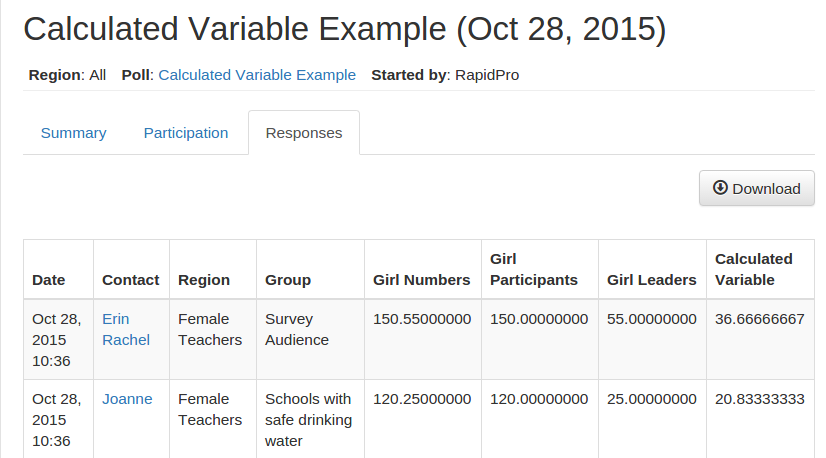 Calculated Variable Example (Oct 28, 2015)
Region: All Poll: Calculated Variable Example Started by: RapidPro
Summary Participation Responses
Download
Date Contact Region Group Girl Numbers Girl Participants Girl Leaders Calculated Variable
Oct 28, 2015 10:36 Erin Rachel Female Teachers Survey Audience 150.55000000 150.00000000 55.00000000 36.66666667
Oct 28, 2015 10:36 Joanne Female Teachers Schools with safe drinking water 120.25000000 120.00000000 25.00000000 20.83333333